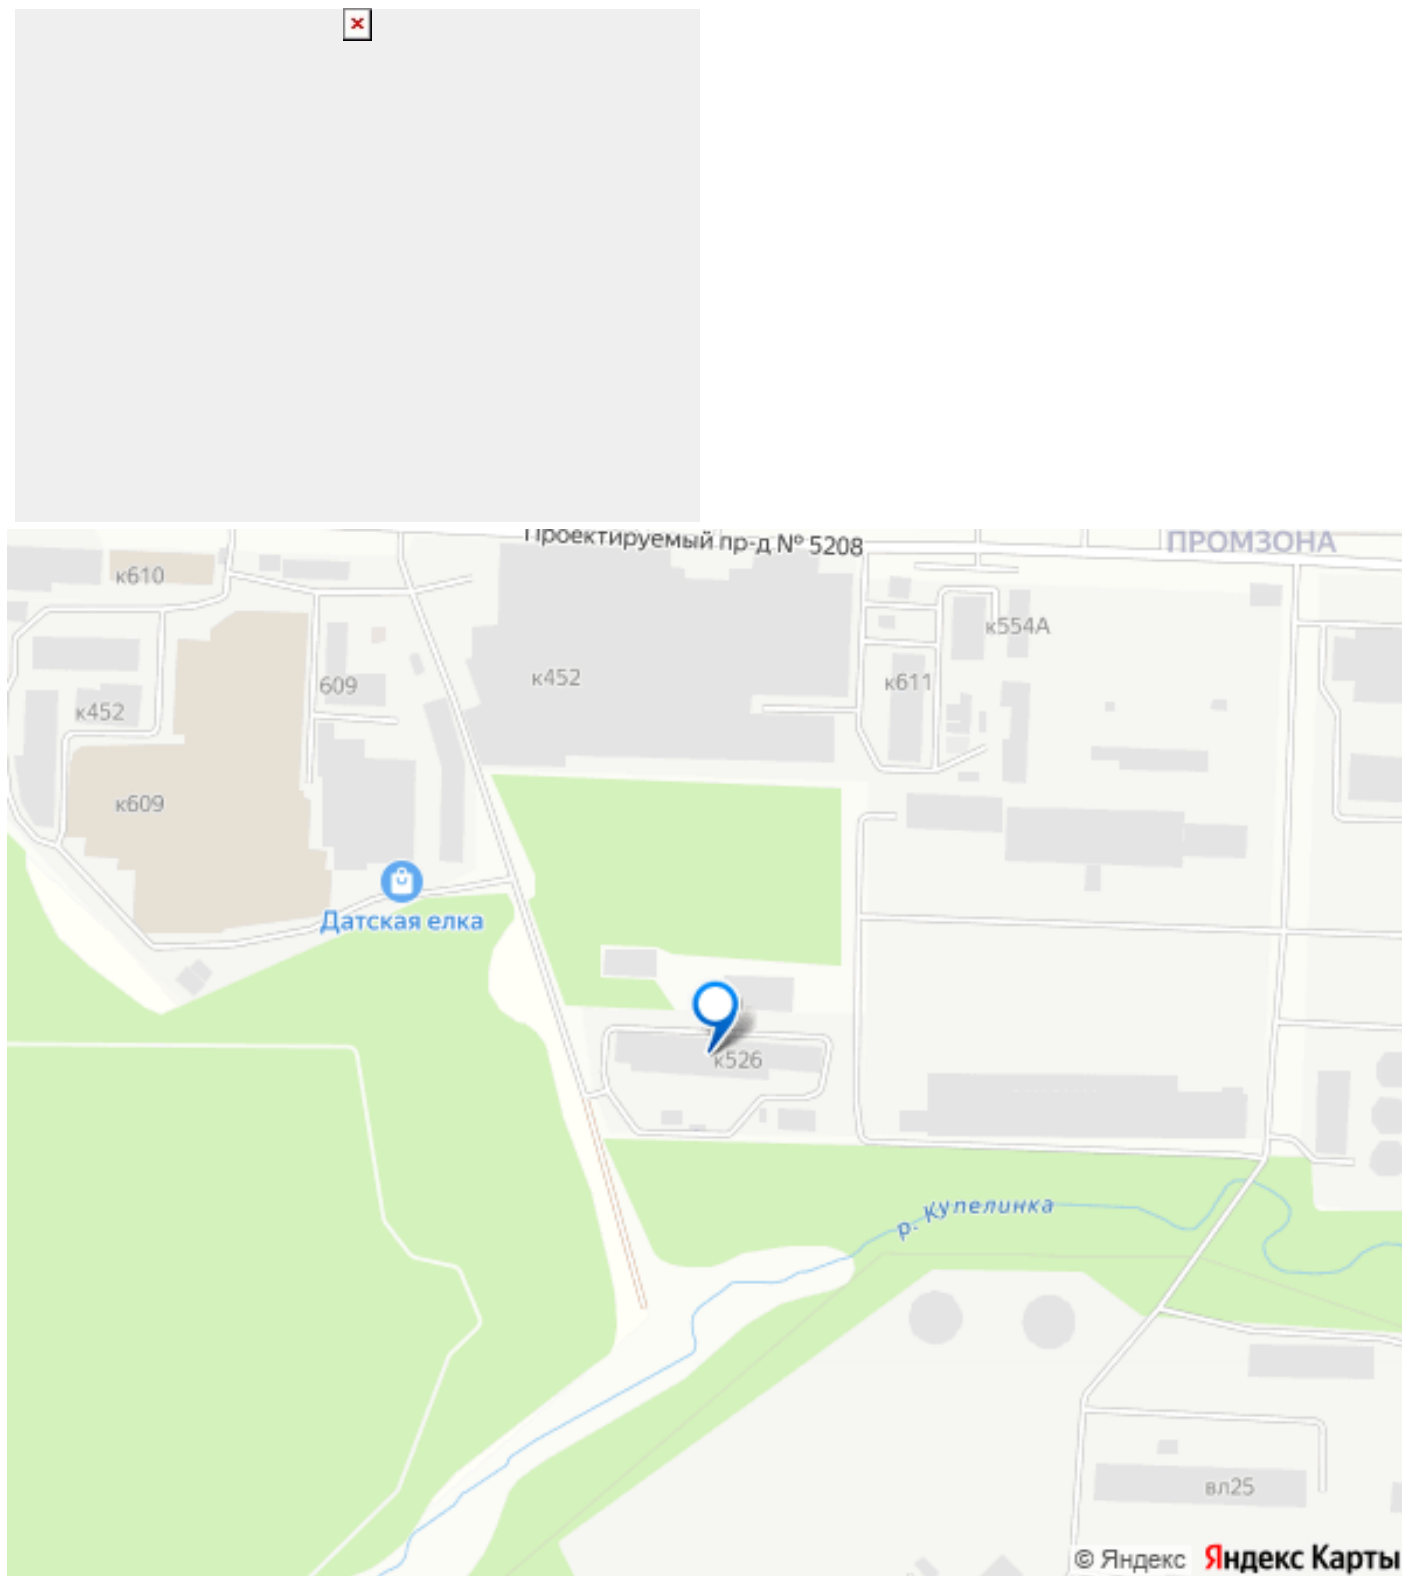 Проектируемый пр-д № 5208
ПРОМЗОНА
к610
к554А
к452
609
к611
к452
к609
Датская елка
к526
р. Купелинка
вл25
© Яндекс Яндекс Карты